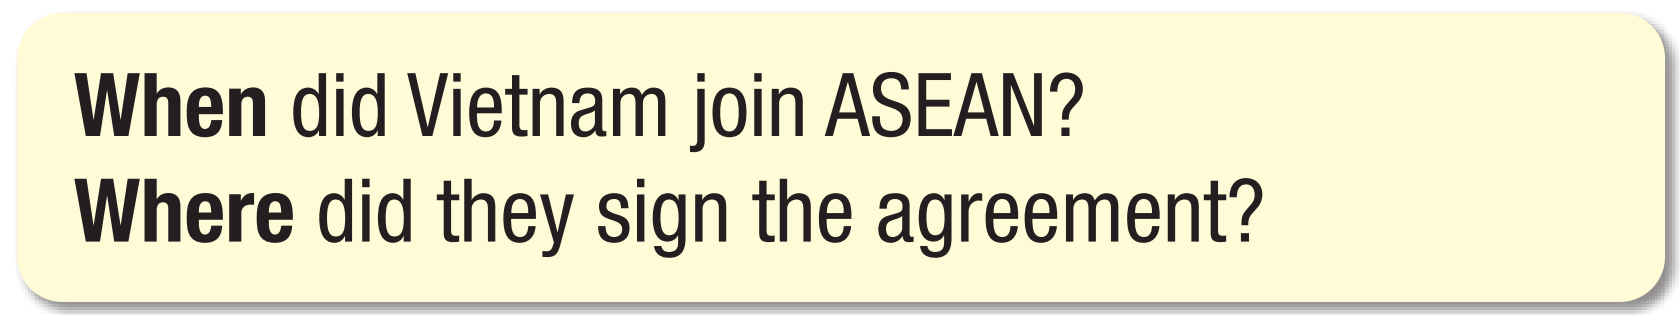 When did Vietnam join ASEAN?
Where did they sign the agreement?